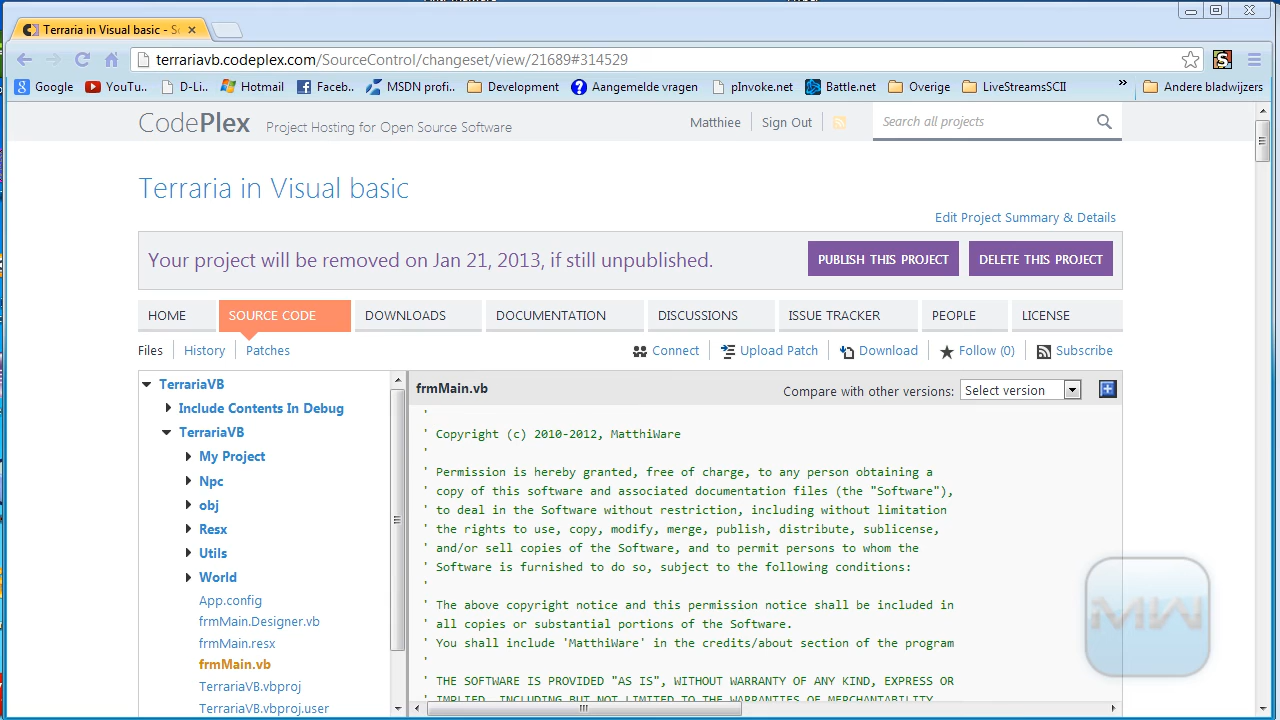 Terraria in Visual basic - Sc
terrariavb.codeplex.com/SourceControl/changeset/view/21689#314529
Google YouTu.. D-Li.. Hotmail Faceb.. MSDN profi.. Development Aangemelde vragen pInvoke.net Battle.net Overige LiveStreamsSCII » Andere bladwijzers
CodePlex Project Hosting for Open Source Software Matthiee Sign Out Search all projects
Terraria in Visual basic
Edit Project Summary & Details
Your project will be removed on Jan 21, 2013, if still unpublished. PUBLISH THIS PROJECT DELETE THIS PROJECT
HOME SOURCE CODE DOWNLOADS DOCUMENTATION DISCUSSIONS ISSUE TRACKER PEOPLE LICENSE
Files History Patches Connect Upload Patch Download Follow (0) Subscribe
TerrariaVB
Include Contents In Debug
TerrariaVB
My Project
Npc
obj
Resx
Utils
World
App.config
frmMain.Designer.vb
frmMain.resx
frmMain.vb
TerrariaVB.vbproj
TerrariaVB.vbproj.user
frmMain.vb Compare with other versions: Select version
'
' Copyright (c) 2010-2012, MatthiWare
'
' Permission is hereby granted, free of charge, to any person obtaining a
' copy of this software and associated documentation files (the "Software"),
' to deal in the Software without restriction, including without limitation
' the rights to use, copy, modify, merge, publish, distribute, sublicense,
' and/or sell copies of the Software, and to permit persons to whom the
' Software is furnished to do so, subject to the following conditions:
'
' The above copyright notice and this permission notice shall be included in
' all copies or substantial portions of the Software.
' You shall include 'MatthiWare' in the credits/about section of the program
'
' THE SOFTWARE IS PROVIDED "AS IS", WITHOUT WARRANTY OF ANY KIND, EXPRESS OR
' IMPLIED, INCLUDING BUT NOT LIMITED TO THE WARRANTIES OF MERCHANTABILITY
MW